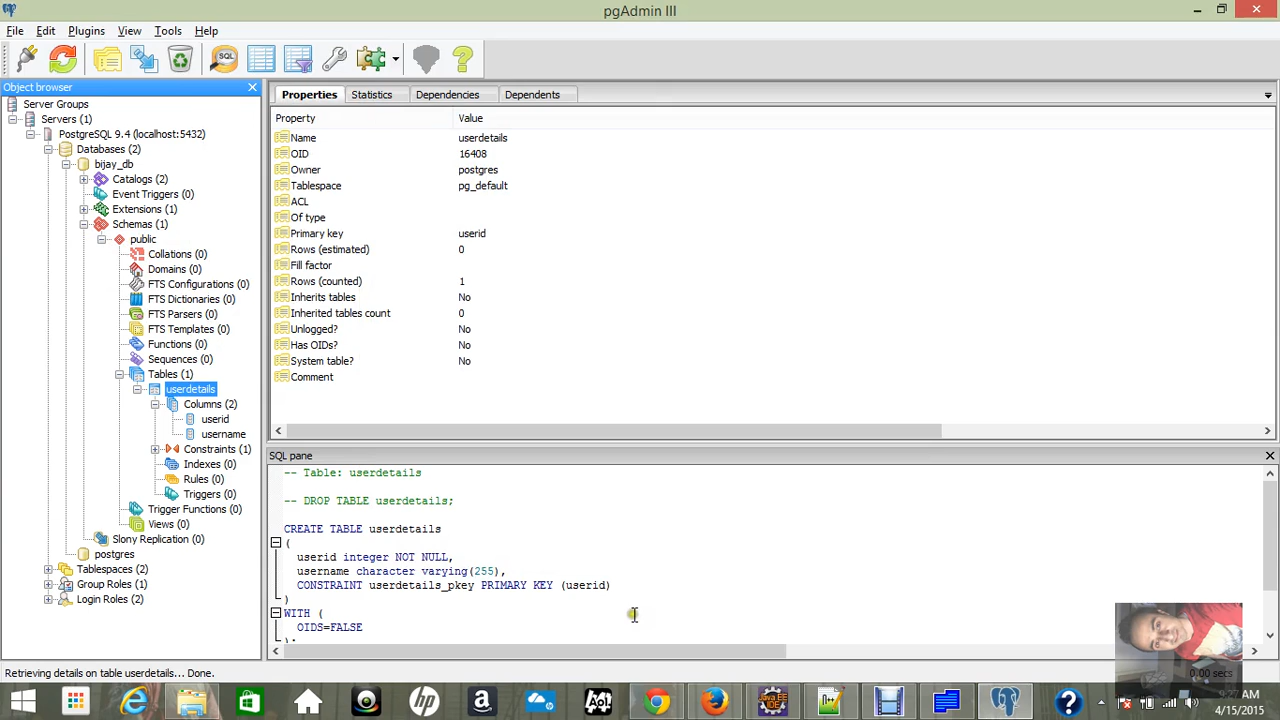 pgAdmin III
File Edit Plugins View Tools Help
SQL
Object browser
Server Groups
Servers (1)
PostgreSQL 9.4 (localhost:5432)
Databases (2)
bijay_db
Catalogs (2)
Event Triggers (0)
Extensions (1)
Schemas (1)
public
Collations (0)
Domains (0)
FTS Configurations (0)
FTS Dictionaries (0)
FTS Parsers (0)
FTS Templates (0)
Functions (0)
Sequences (0)
Tables (1)
userdetails
Columns (2)
userid
username
Constraints (1)
Indexes (0)
Rules (0)
Triggers (0)
Trigger Functions (0)
Views (0)
Slony Replication (0)
postgres
Tablespaces (2)
Group Roles (1)
Login Roles (2)
Properties Statistics Dependencies Dependents
Property Value
Name userdetails
OID 16408
Owner postgres
Tablespace pg_default
ACL
Of type
Primary key userid
Rows (estimated) 0
Fill factor
Rows (counted) 1
Inherits tables No
Inherited tables count 0
Unlogged? No
Has OIDs? No
System table? No
Comment
SQL pane
-- Table: userdetails
-- DROP TABLE userdetails;
CREATE TABLE userdetails
(
userid integer NOT NULL,
username character varying(255),
CONSTRAINT userdetails_pkey PRIMARY KEY (userid)
)
WITH (
OIDS=FALSE
);
Retrieving details on table userdetails... Done.
0.00 secs
9:27 AM
4/15/2015